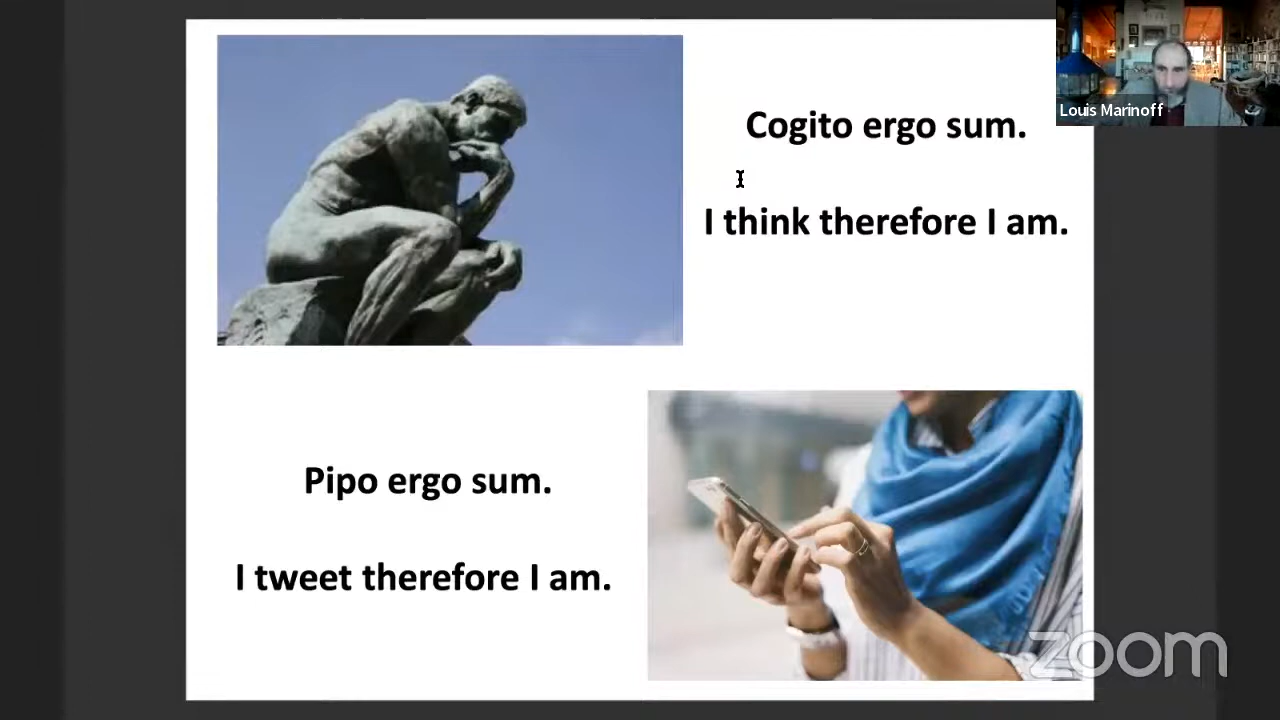 Louis Marinoff
Cogito ergo sum.
I think therefore I am.
Pipo ergo sum.
I tweet therefore I am.
zoom